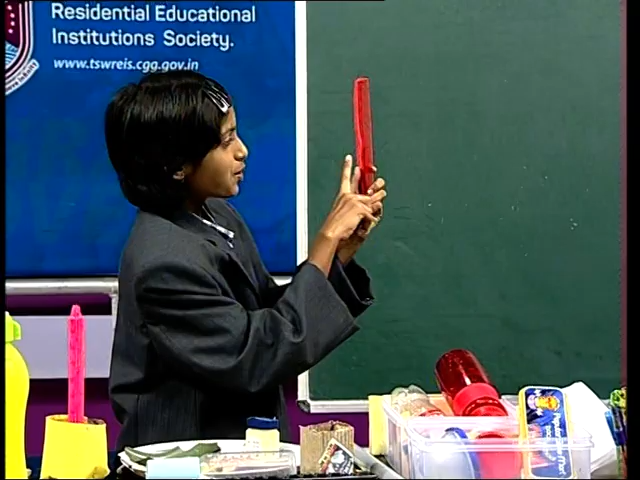 Residential Educational
Institutions Society.
www.tswreis.cgg.gov.in